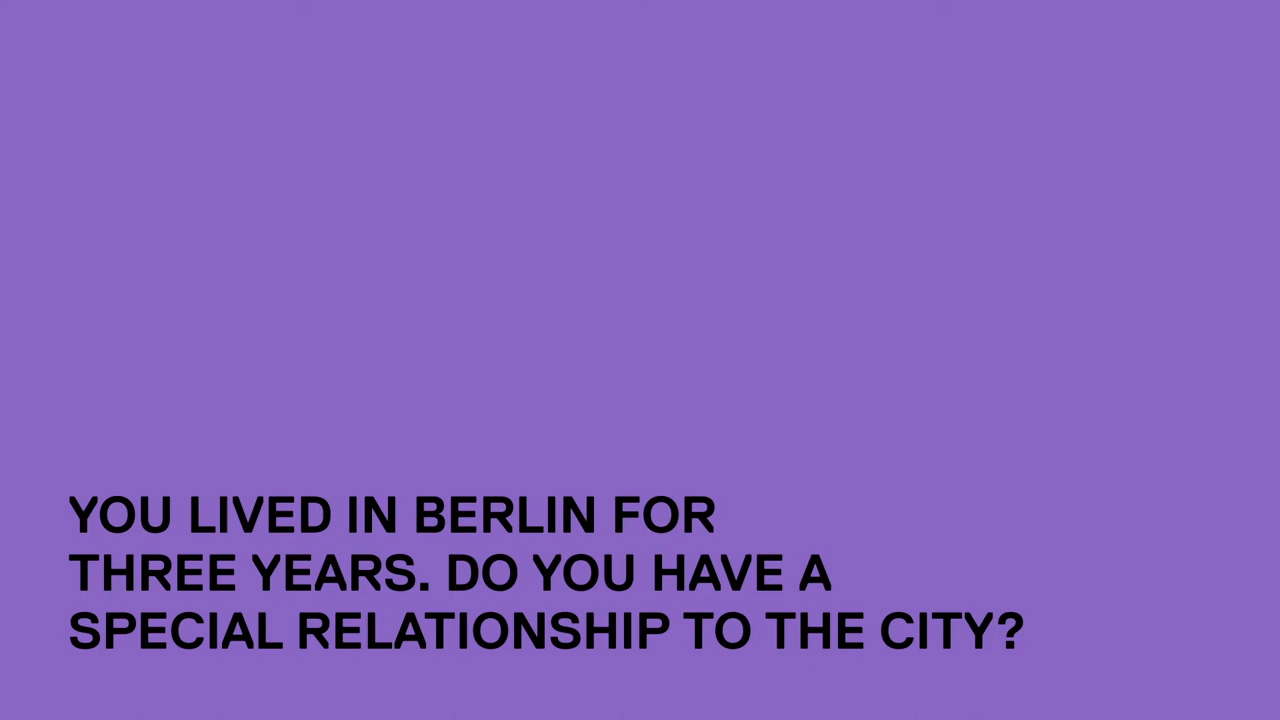 YOU LIVED IN BERLIN FOR
THREE YEARS. DO YOU HAVE A
SPECIAL RELATIONSHIP TO THE CITY?